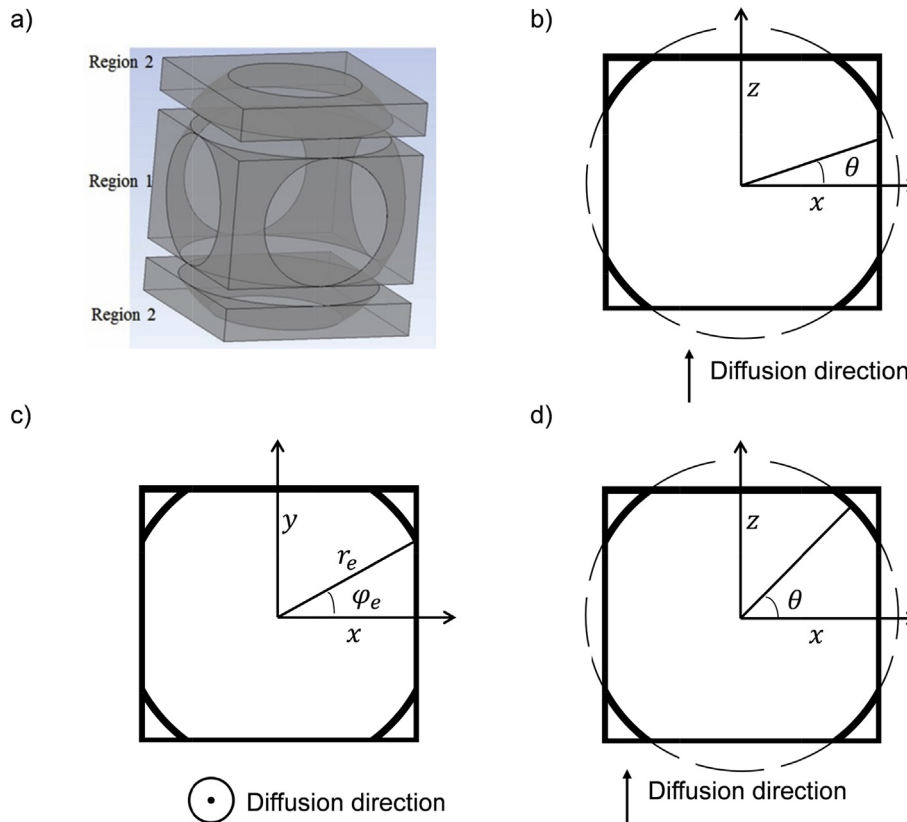 a)
Region 2
Region 1
Region 2
b)
z
θ
x
Diffusion direction
c)
y
r_e
φ_e
x
Diffusion direction
d)
z
θ
x
Diffusion direction